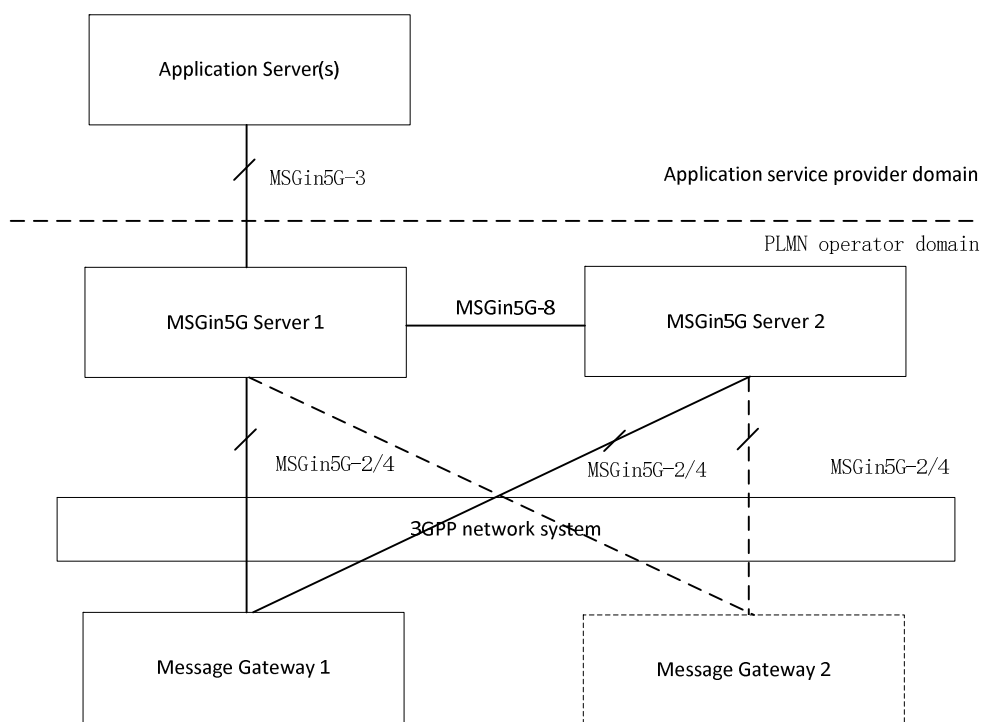 Application Server(s)
MSGin5G-3
Application service provider domain
PLMN operator domain
MSGin5G Server 1
MSGin5G-8
MSGin5G Server 2
MSGin5G-2/4
MSGin5G-2/4
MSGin5G-2/4
3GPP network system
Message Gateway 1
Message Gateway 2